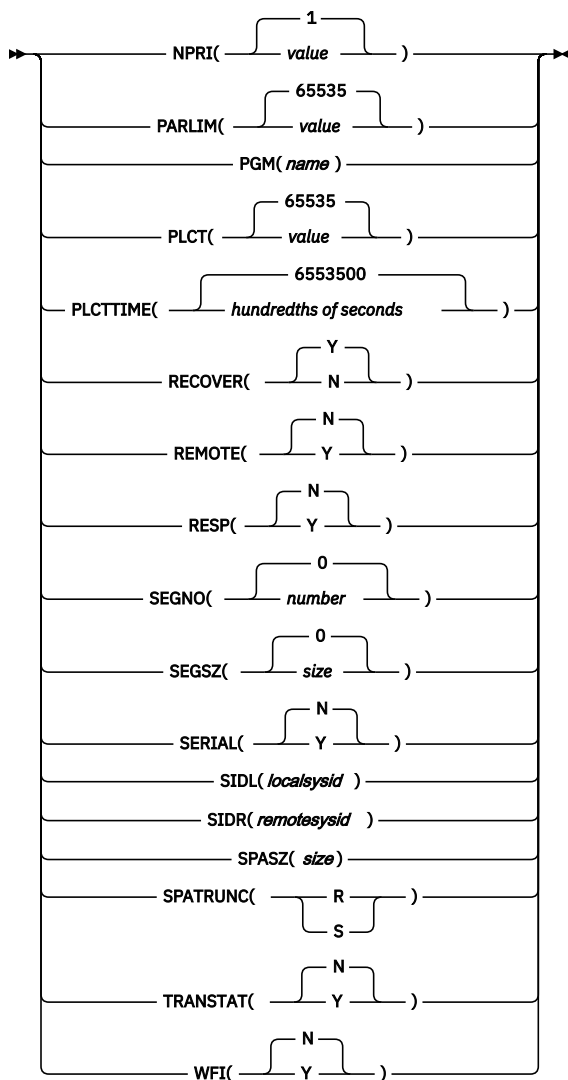 1
NPRI( value )
65535
PARLIM( value )
PGM( name )
65535
PLCT( value )
6553500
PLCTTIME( hundredths of seconds )
Y
RECOVER( N )
N
REMOTE( Y )
N
RESP( Y )
0
SEGNO( number )
0
SEGSZ( size )
N
SERIAL( Y )
SIDL( localsysid )
SIDR( remotesysid )
SPASZ( size )
SPATRUNC( R )
S
N
TRANSTAT( Y )
N
WFI( Y )